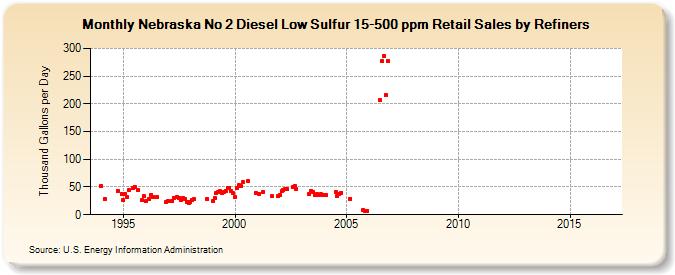 Monthly Nebraska No 2 Diesel Low Sulfur 15-500 ppm Retail Sales by Refiners
Thousand Gallons per Day
300
250
200
150
100
50
0
1995 2000 2005 2010 2015
Source: U.S. Energy Information Administration